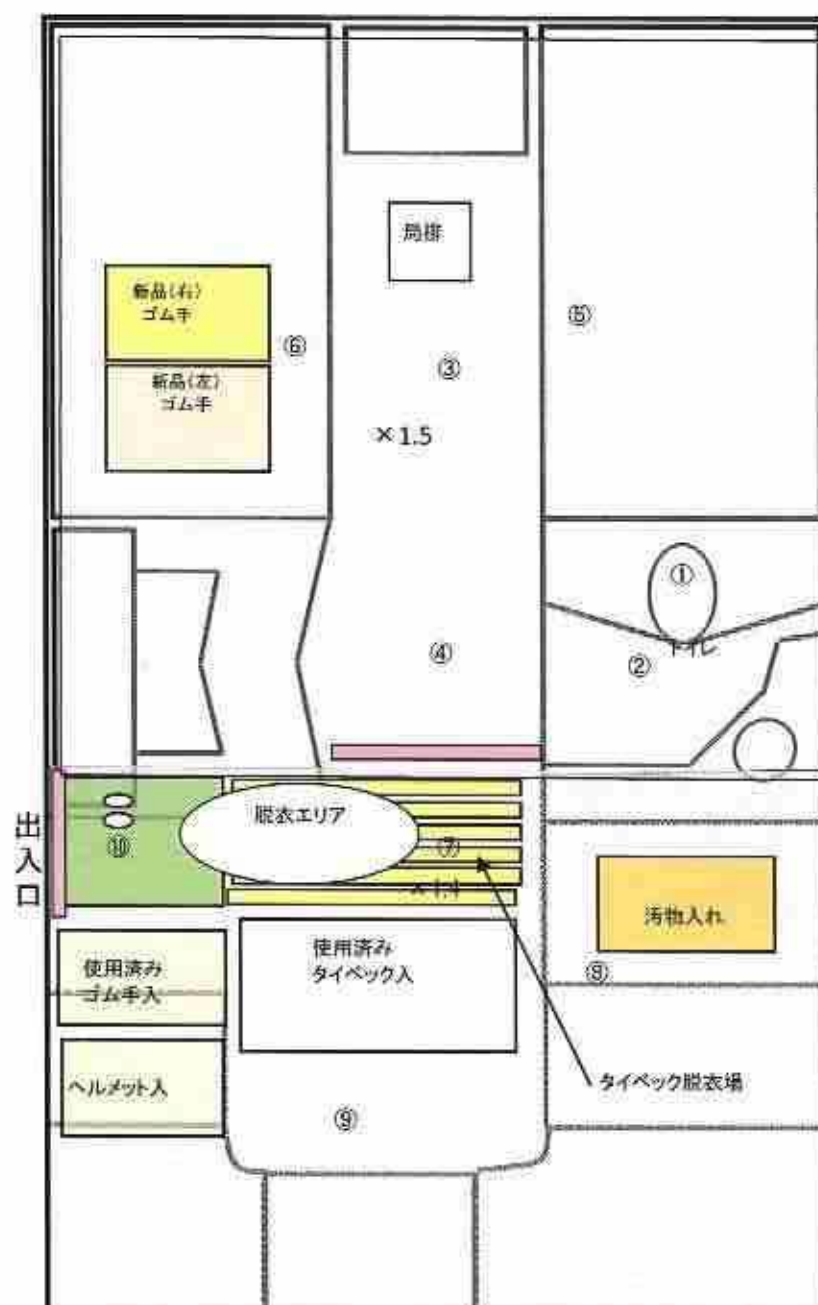 局排
新品(右)
ゴム手
⑤
⑥
③
新品(左)
ゴム手
×1.5
①
④
②
トイレ
出入口
脱衣エリア
⑩
⑦
汚物入れ
使用済み
タイペック入
使用済み
ゴム手入
⑧
ヘルメット入
タイペック脱衣場
⑨